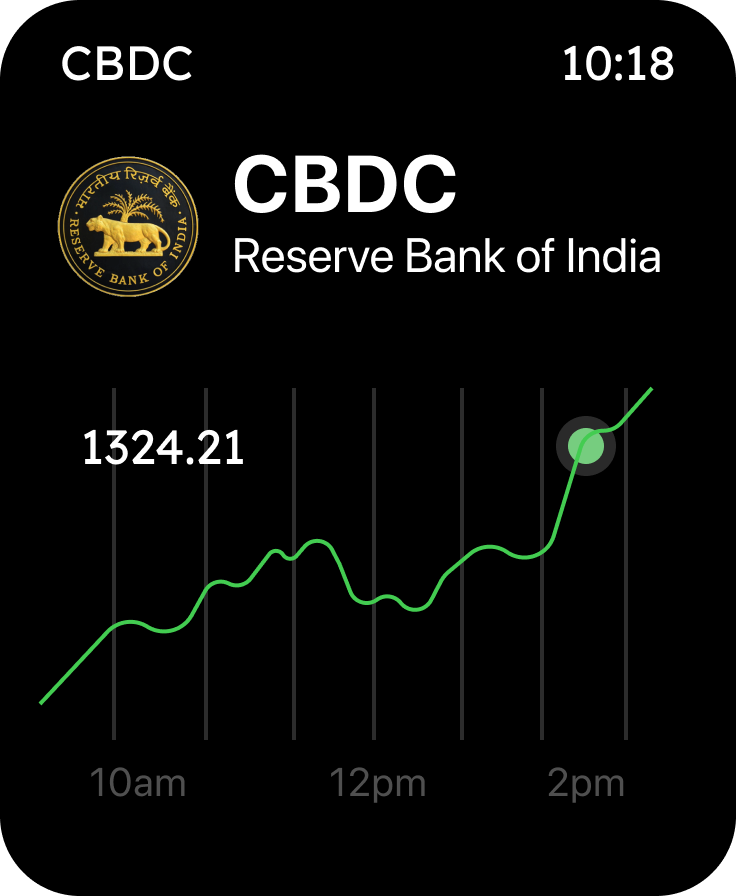 CBDC
10:18
भारतीय रिज़र्व बैंक
RESERVE BANK OF INDIA
CBDC
Reserve Bank of India
1324.21
10am
12pm
2pm